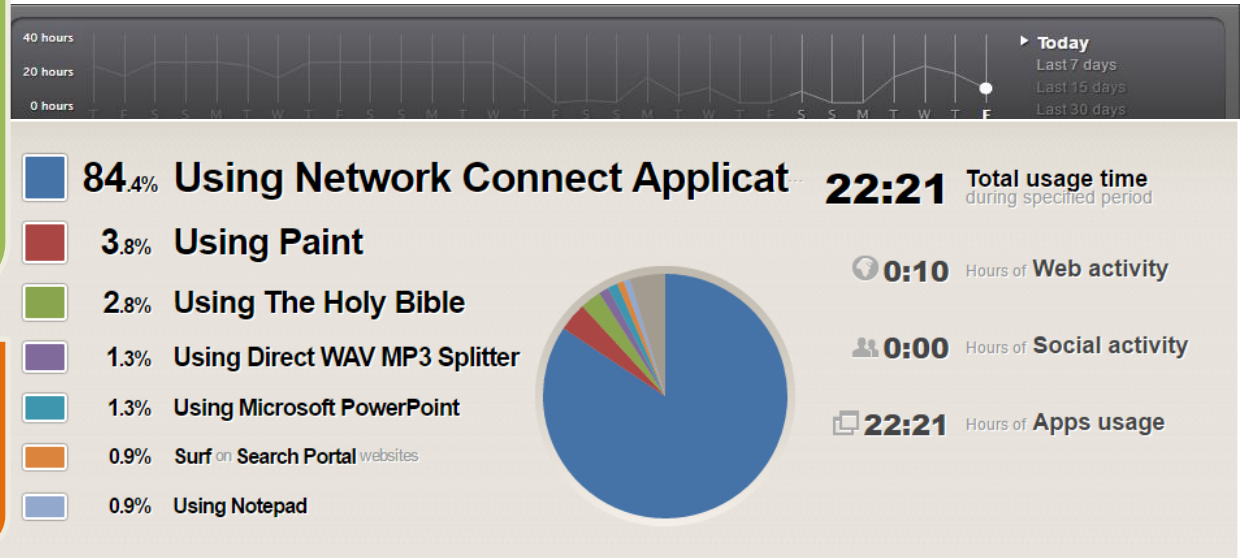 40 hours
20 hours
0 hours
T F S S M T W T F S S M T W T F S S M T W T F S S M T W T F
Today
Last 7 days
Last 15 days
Last 30 days
84.4% Using Network Connect Applicat...
3.8% Using Paint
2.8% Using The Holy Bible
1.3% Using Direct WAV MP3 Splitter
1.3% Using Microsoft PowerPoint
0.9% Surf on Search Portal websites
0.9% Using Notepad
22:21 Total usage time
during specified period
0:10 Hours of Web activity
0:00 Hours of Social activity
22:21 Hours of Apps usage